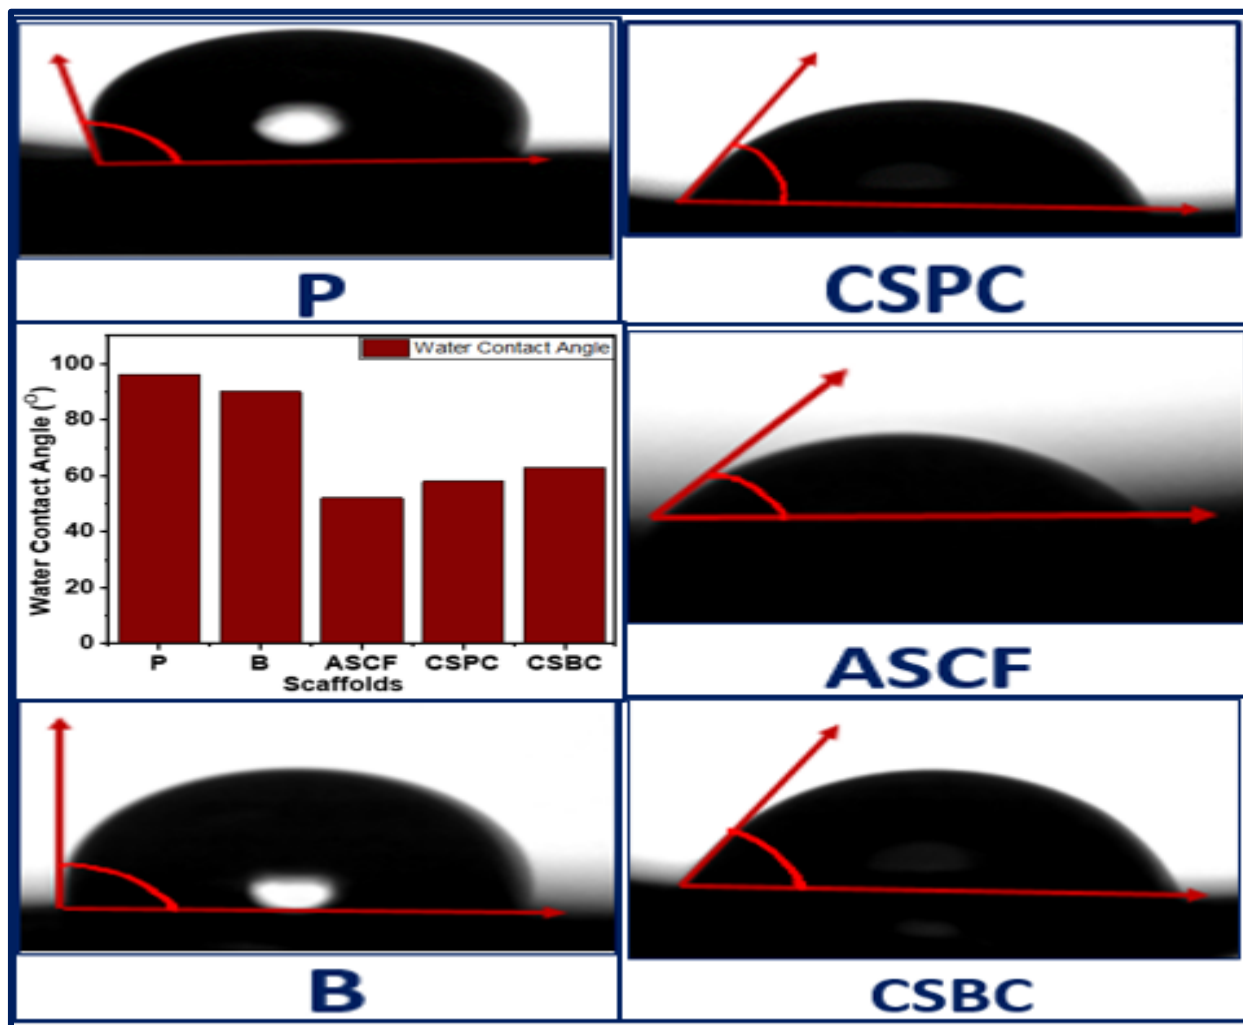 P
CSPC
Water Contact Angle
Water Contact Angle (O)
100
80
60
40
20
0
P B ASCF CSPC CSBC
Scaffolds
ASCF
B
CSBC